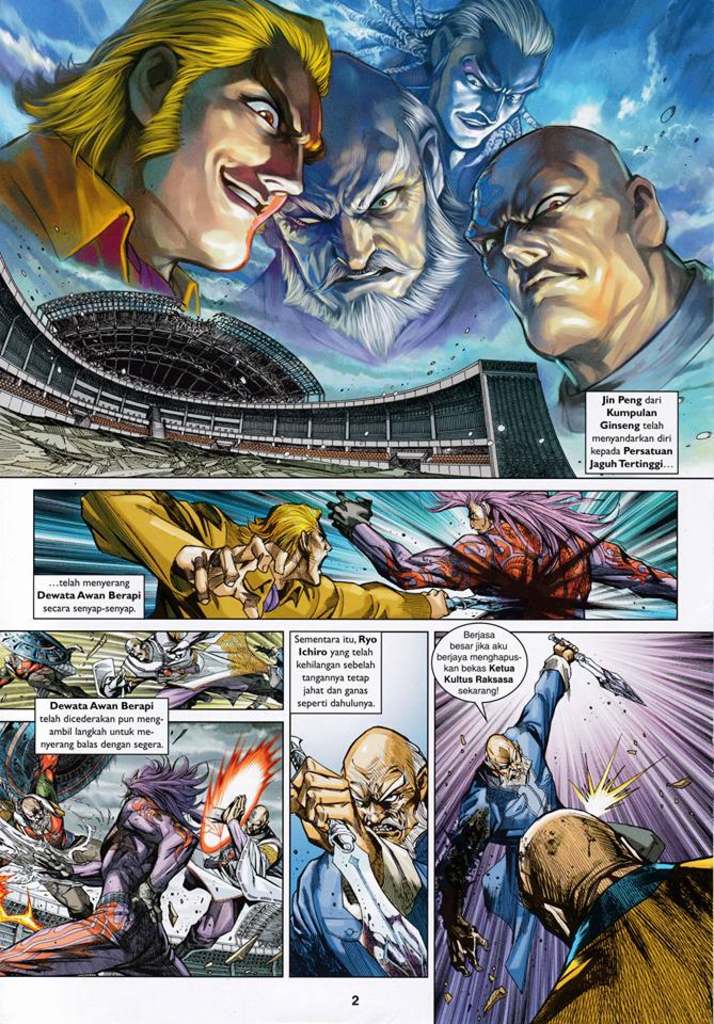 Jin Peng dari
Kumpulan
Ginseng telah
menyandarkan diri
kepada Persatuan
Jaguh Tertinggi...
...telah menyerang
Dewata Awan Berapi
secara senyap-senyap.
Dewata Awan Berapi
telah dicederakan pun meng-
ambil langkah untuk me-
nyerang balas dengan segera.
Sementara itu, Ryo
Ichiro yang telah
kehilangan sebelah
tangannya tetap
jahat dan ganas
seperti dahulunya.
Berjasa
besar jika aku
berjaya menghapus-
kan bekas Ketua
Kultus Raksasa
sekarang!
2